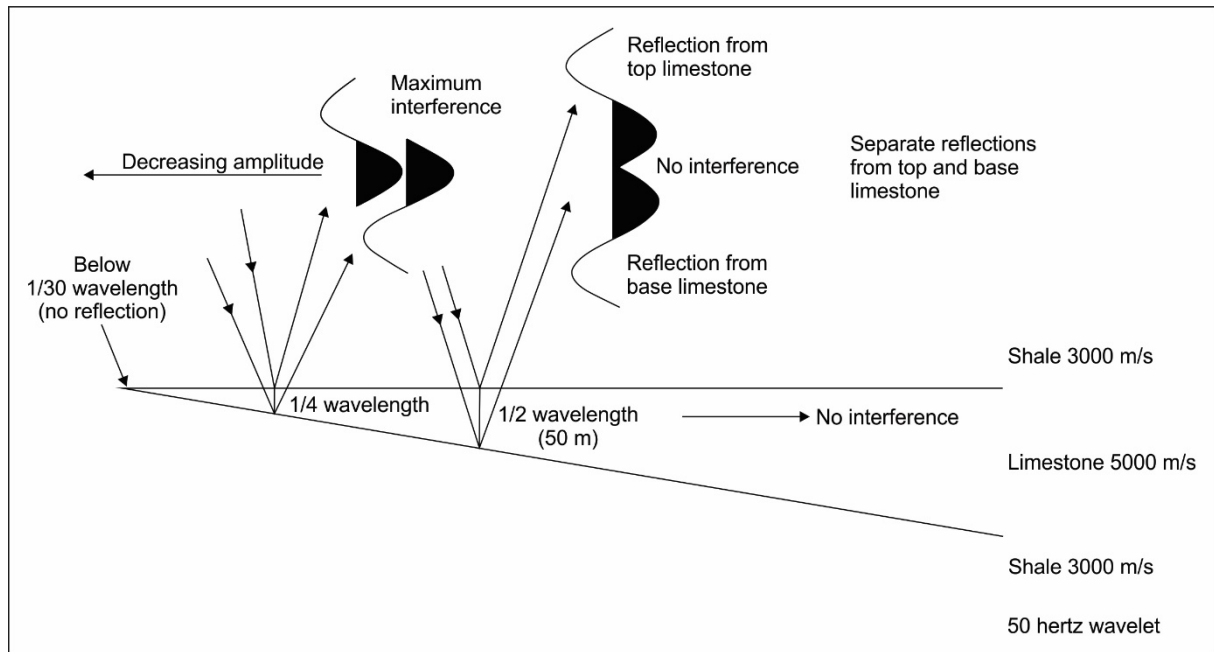 Reflection from
top limestone
Maximum
interference
Decreasing amplitude
No interference
Separate reflections
from top and base
limestone
Below
1/30 wavelength
(no reflection)
Reflection from
base limestone
Shale 3000 m/s
1/4 wavelength
1/2 wavelength
(50 m)
No interference
Limestone 5000 m/s
Shale 3000 m/s
50 hertz wavelet